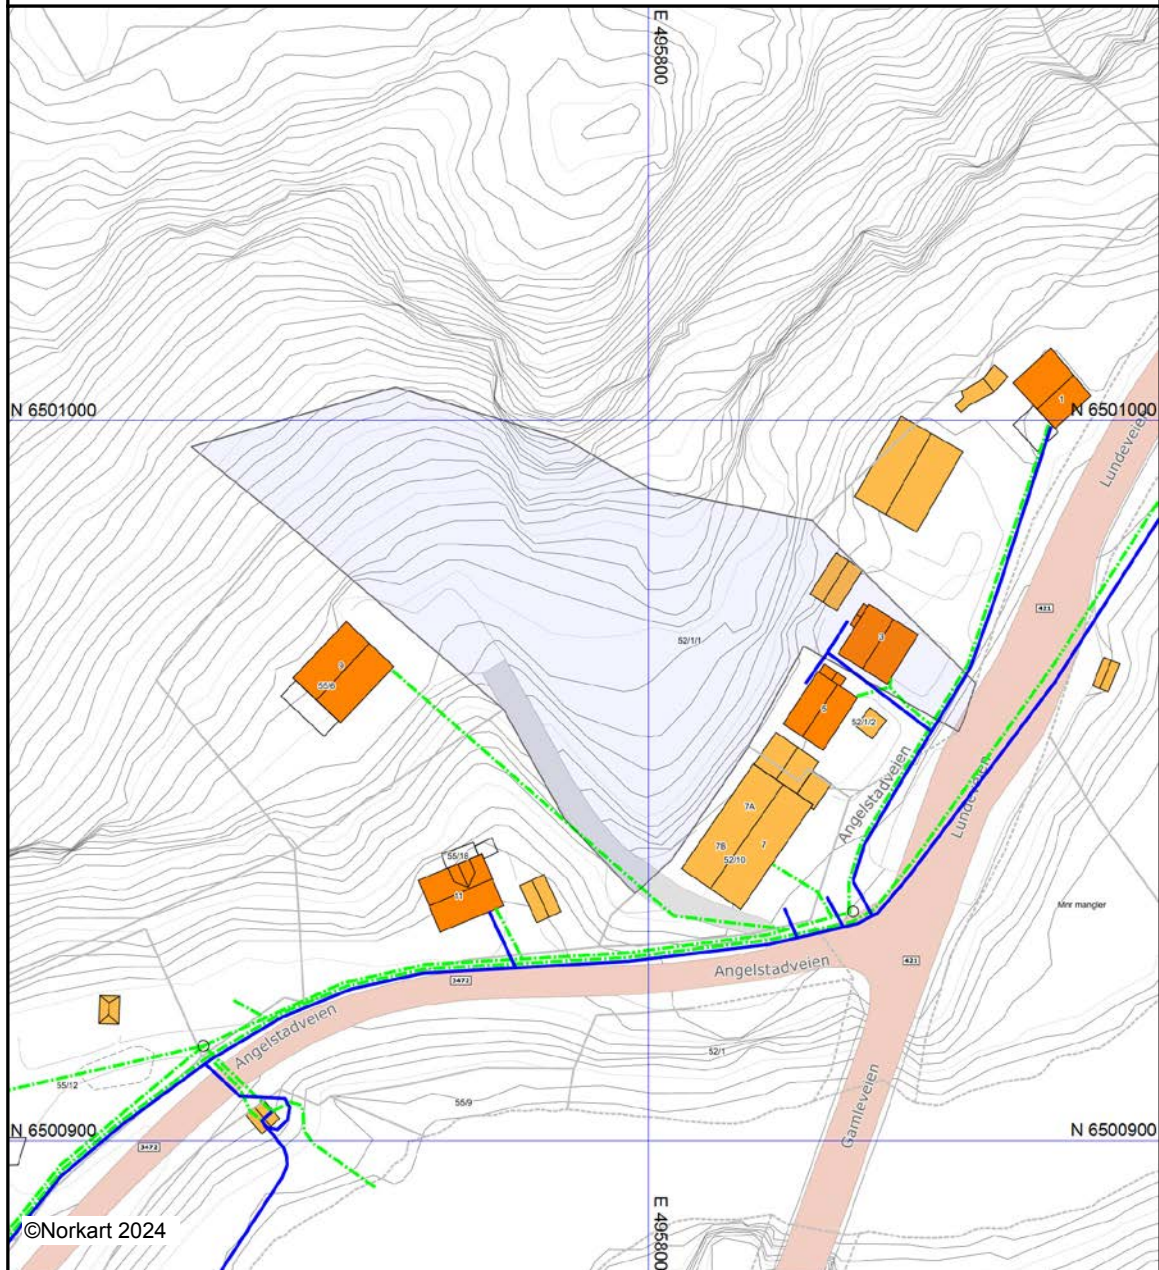 E 495800
N 6501000
1
N 6501000
Lundeveien
421
3
52/1/1
9
55/6
5
52/1/2
Angelstadveien
Lundeveien
7A
7B
7
52/10
55/18
11
Mnr mangler
421
Angelstadveien
3472
Angelstadveien
52/1
55/12
55/9
Gamleveien
N 6500900
N 6500900
3472
E 495800
©Norkart 2024